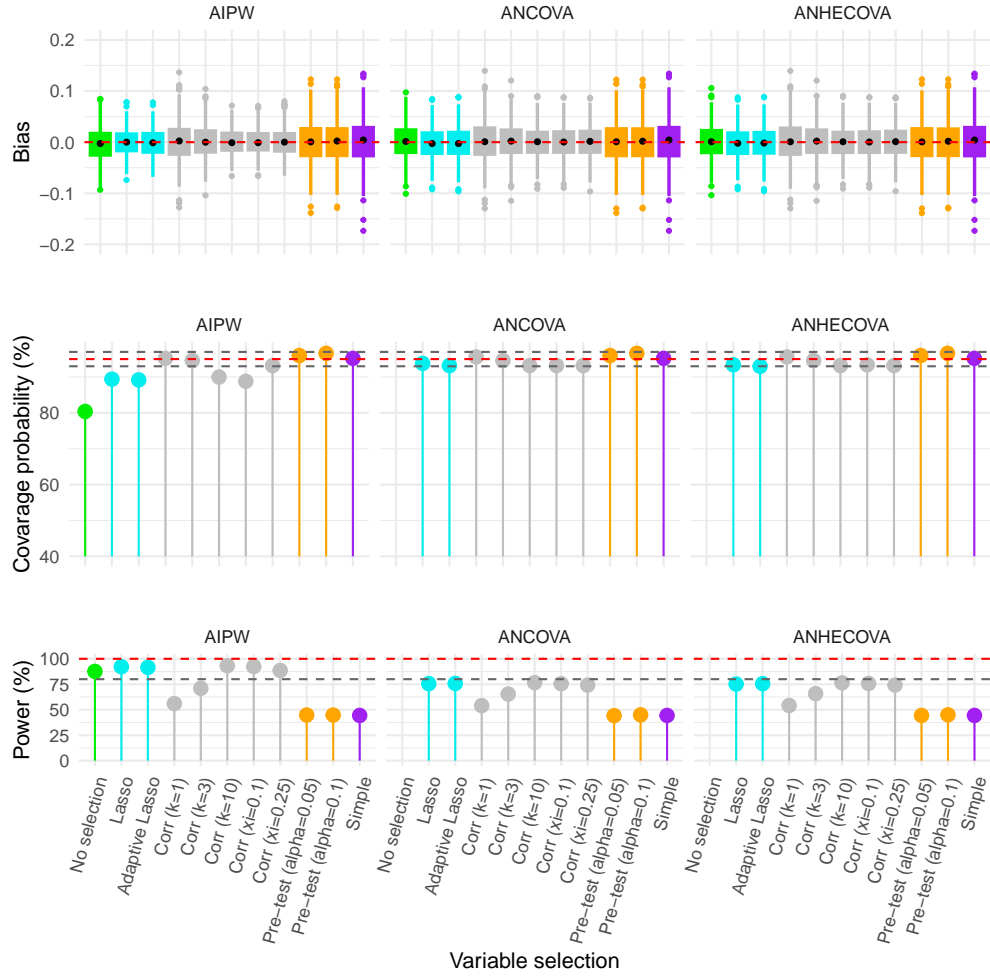 AIPW
ANCOVA
ANHECOVA
Bias
0.2
0.1
0.0
−0.1
−0.2
AIPW
ANCOVA
ANHECOVA
Covarage probability (%)
80
60
40
AIPW
ANCOVA
ANHECOVA
Power (%)
100
75
50
25
0
No selection
Lasso
Adaptive Lasso
Corr (k=1)
Corr (k=3)
Corr (k=10)
Corr (xi=0.1)
Corr (xi=0.25)
Pre−test (alpha=0.05)
Pre−test (alpha=0.1)
Simple
No selection
Lasso
Adaptive Lasso
Corr (k=1)
Corr (k=3)
Corr (k=10)
Corr (xi=0.1)
Corr (xi=0.25)
Pre−test (alpha=0.05)
Pre−test (alpha=0.1)
Simple
No selection
Lasso
Adaptive Lasso
Corr (k=1)
Corr (k=3)
Corr (k=10)
Corr (xi=0.1)
Corr (xi=0.25)
Pre−test (alpha=0.05)
Pre−test (alpha=0.1)
Simple
Variable selection